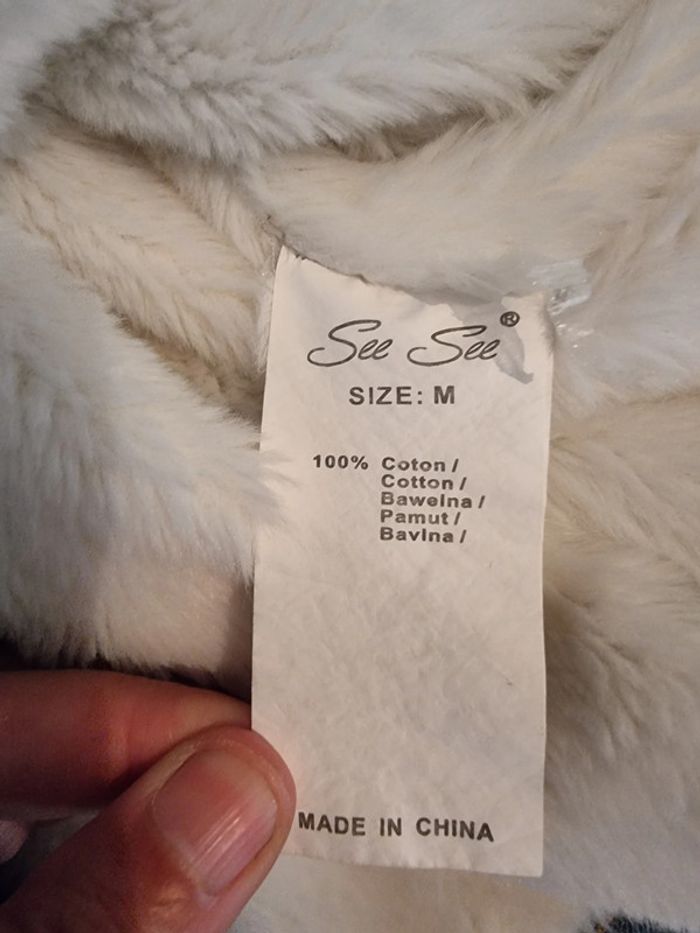 See See®
SIZE: M
100% Coton /
Cotton /
Bawelna /
Pamut /
Bavlna /
MADE IN CHINA